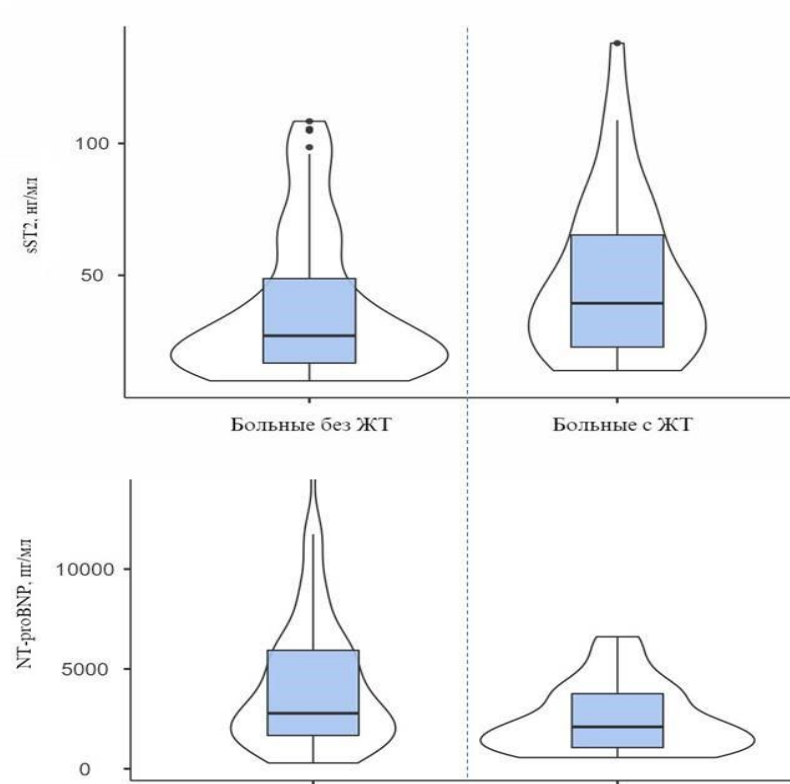 100
sST2, нг/мл
50
Больные без ЖТ
Больные с ЖТ
10000
NT-proBNP, пг/мл
5000
0